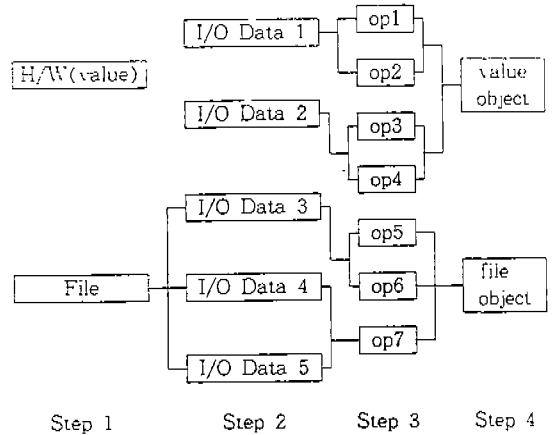 I/O Data 1
op1
op2
H/W(value)
value
object
I/O Data 2
op3
op4
I/O Data 3
op5
File
I/O Data 4
op6
file
object
op7
I/O Data 5
Step 1
Step 2
Step 3
Step 4